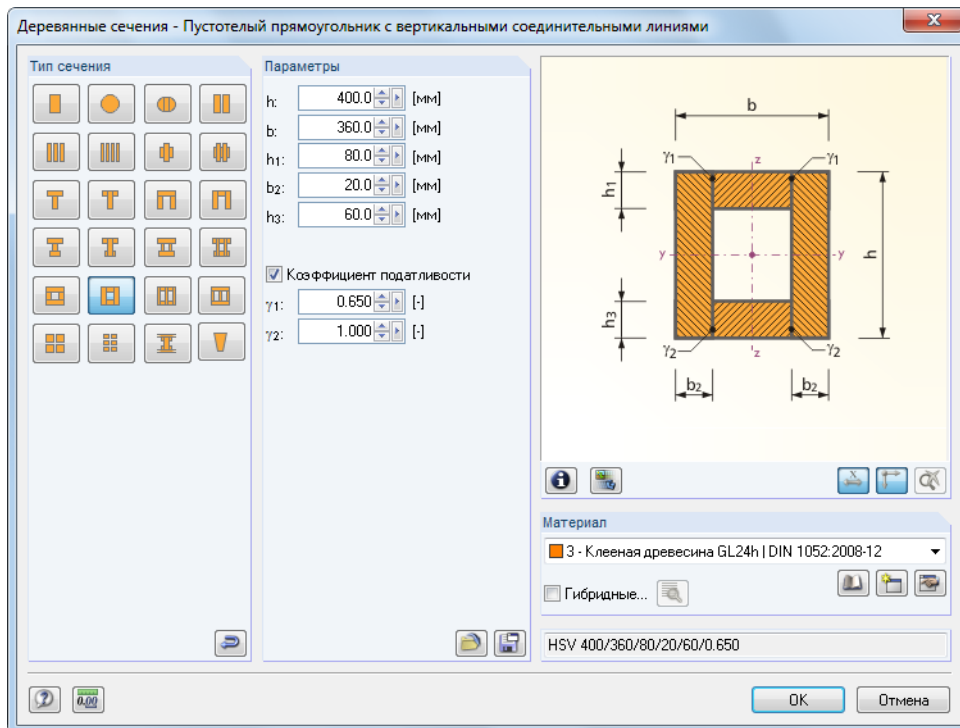 Деревянные сечения - Пустотелый прямоугольник с вертикальными соединительными линиями
Тип сечения
Параметры
h: 400.0 [мм]
b: 360.0 [мм]
h1: 80.0 [мм]
b2: 20.0 [мм]
h3: 60.0 [мм]
Коэффициент податливости
γ1: 0.650 [-]
γ2: 1.000 [-]
b
γ1 z γ1
h1
y y h
h3
γ2 z γ2
b2 b2
Материал
3 - Клееная древесина GL24h | DIN 1052:2008-12
Гибридные...
HSV 400/360/80/20/60/0.650
0.00 OK Отмена